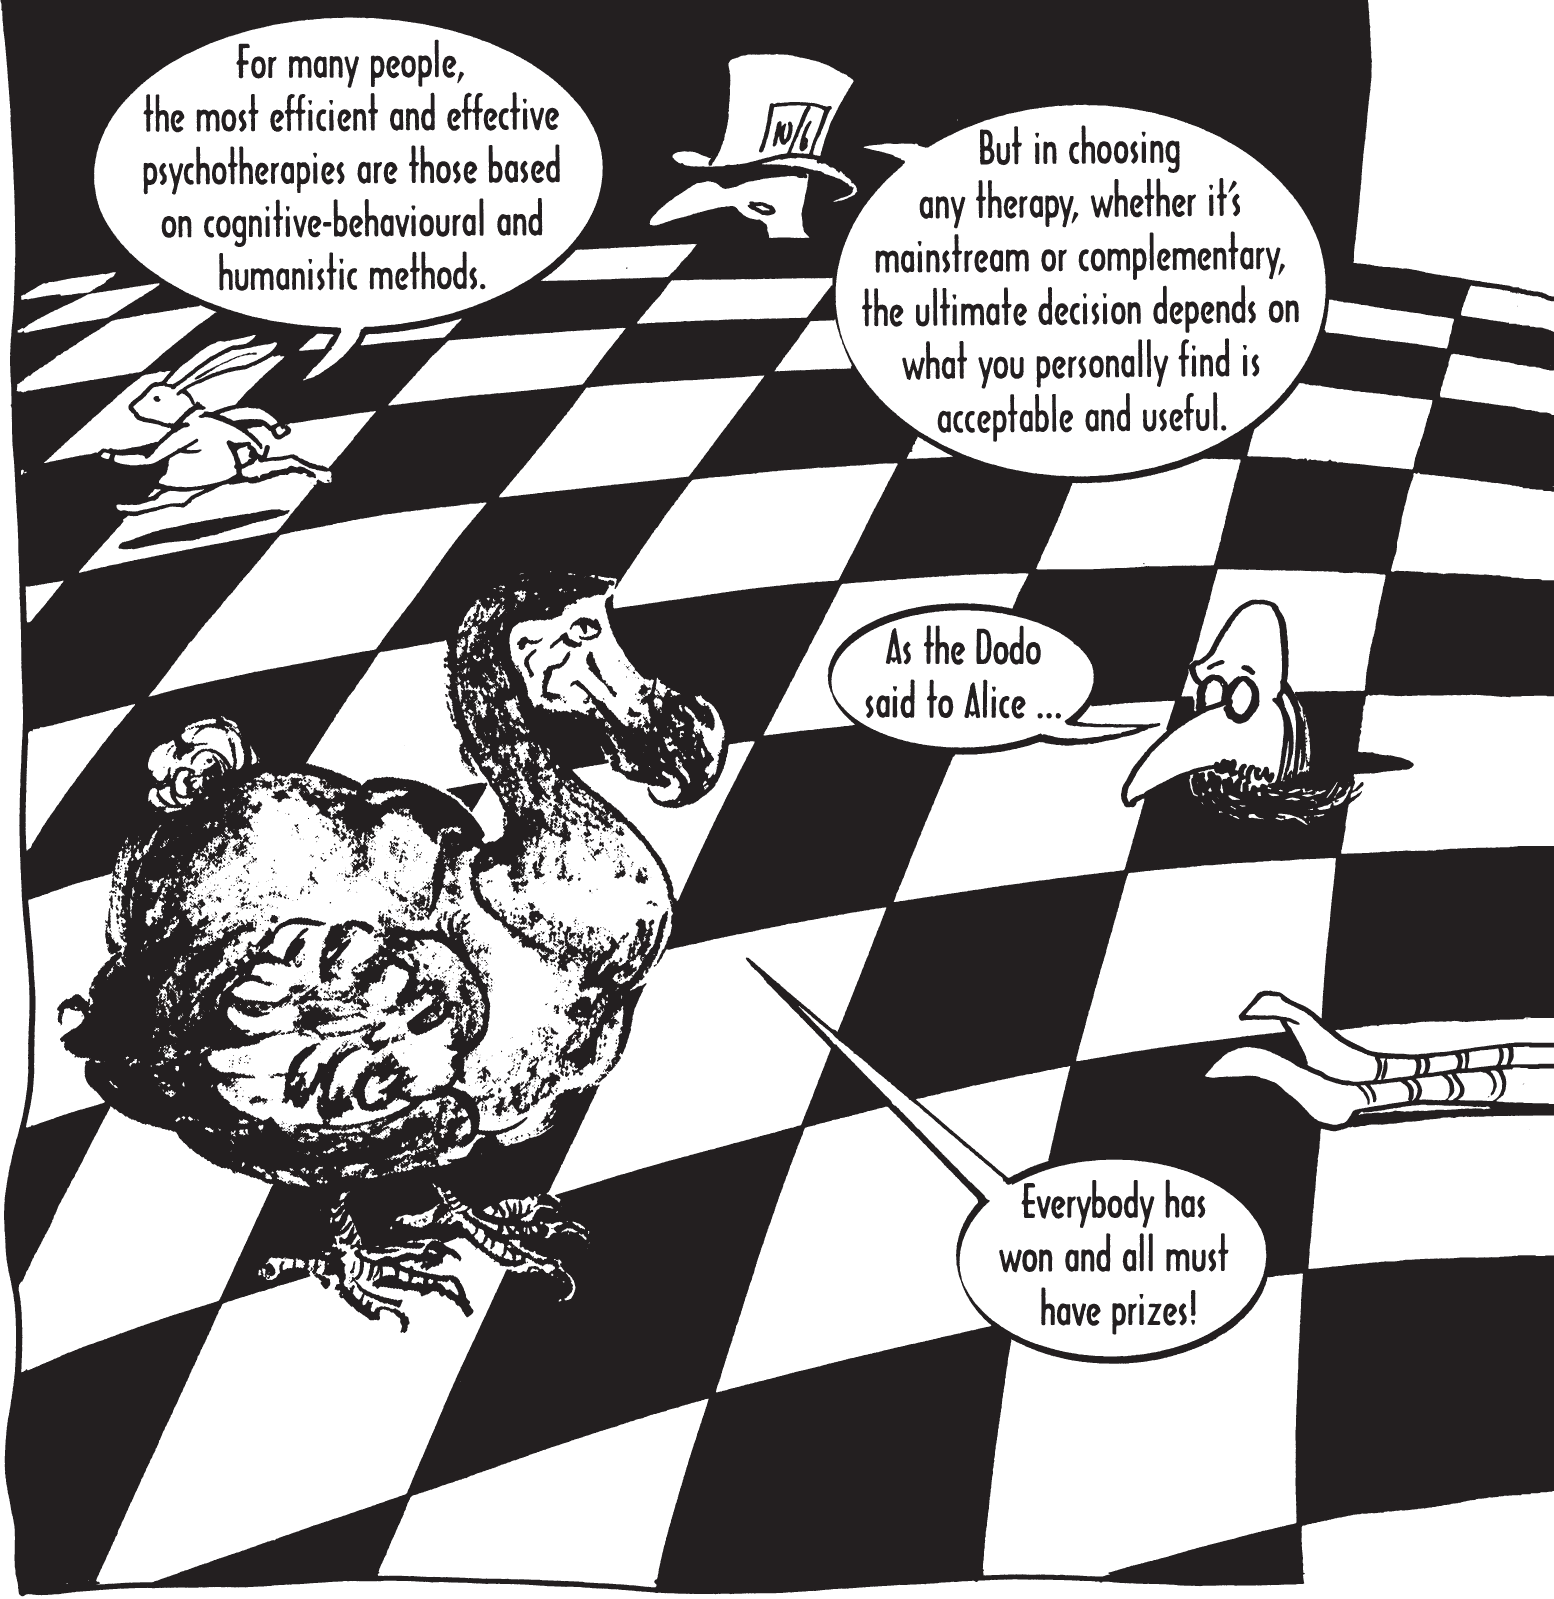 For many people,
the most efficient and effective
psychotherapies are those based
on cognitive-behavioural and
humanistic methods.
10/6
But in choosing
any therapy, whether it's
mainstream or complementary,
the ultimate decision depends on
what you personally find is
acceptable and useful.
As the Dodo
said to Alice ...
Everybody has
won and all must
have prizes!